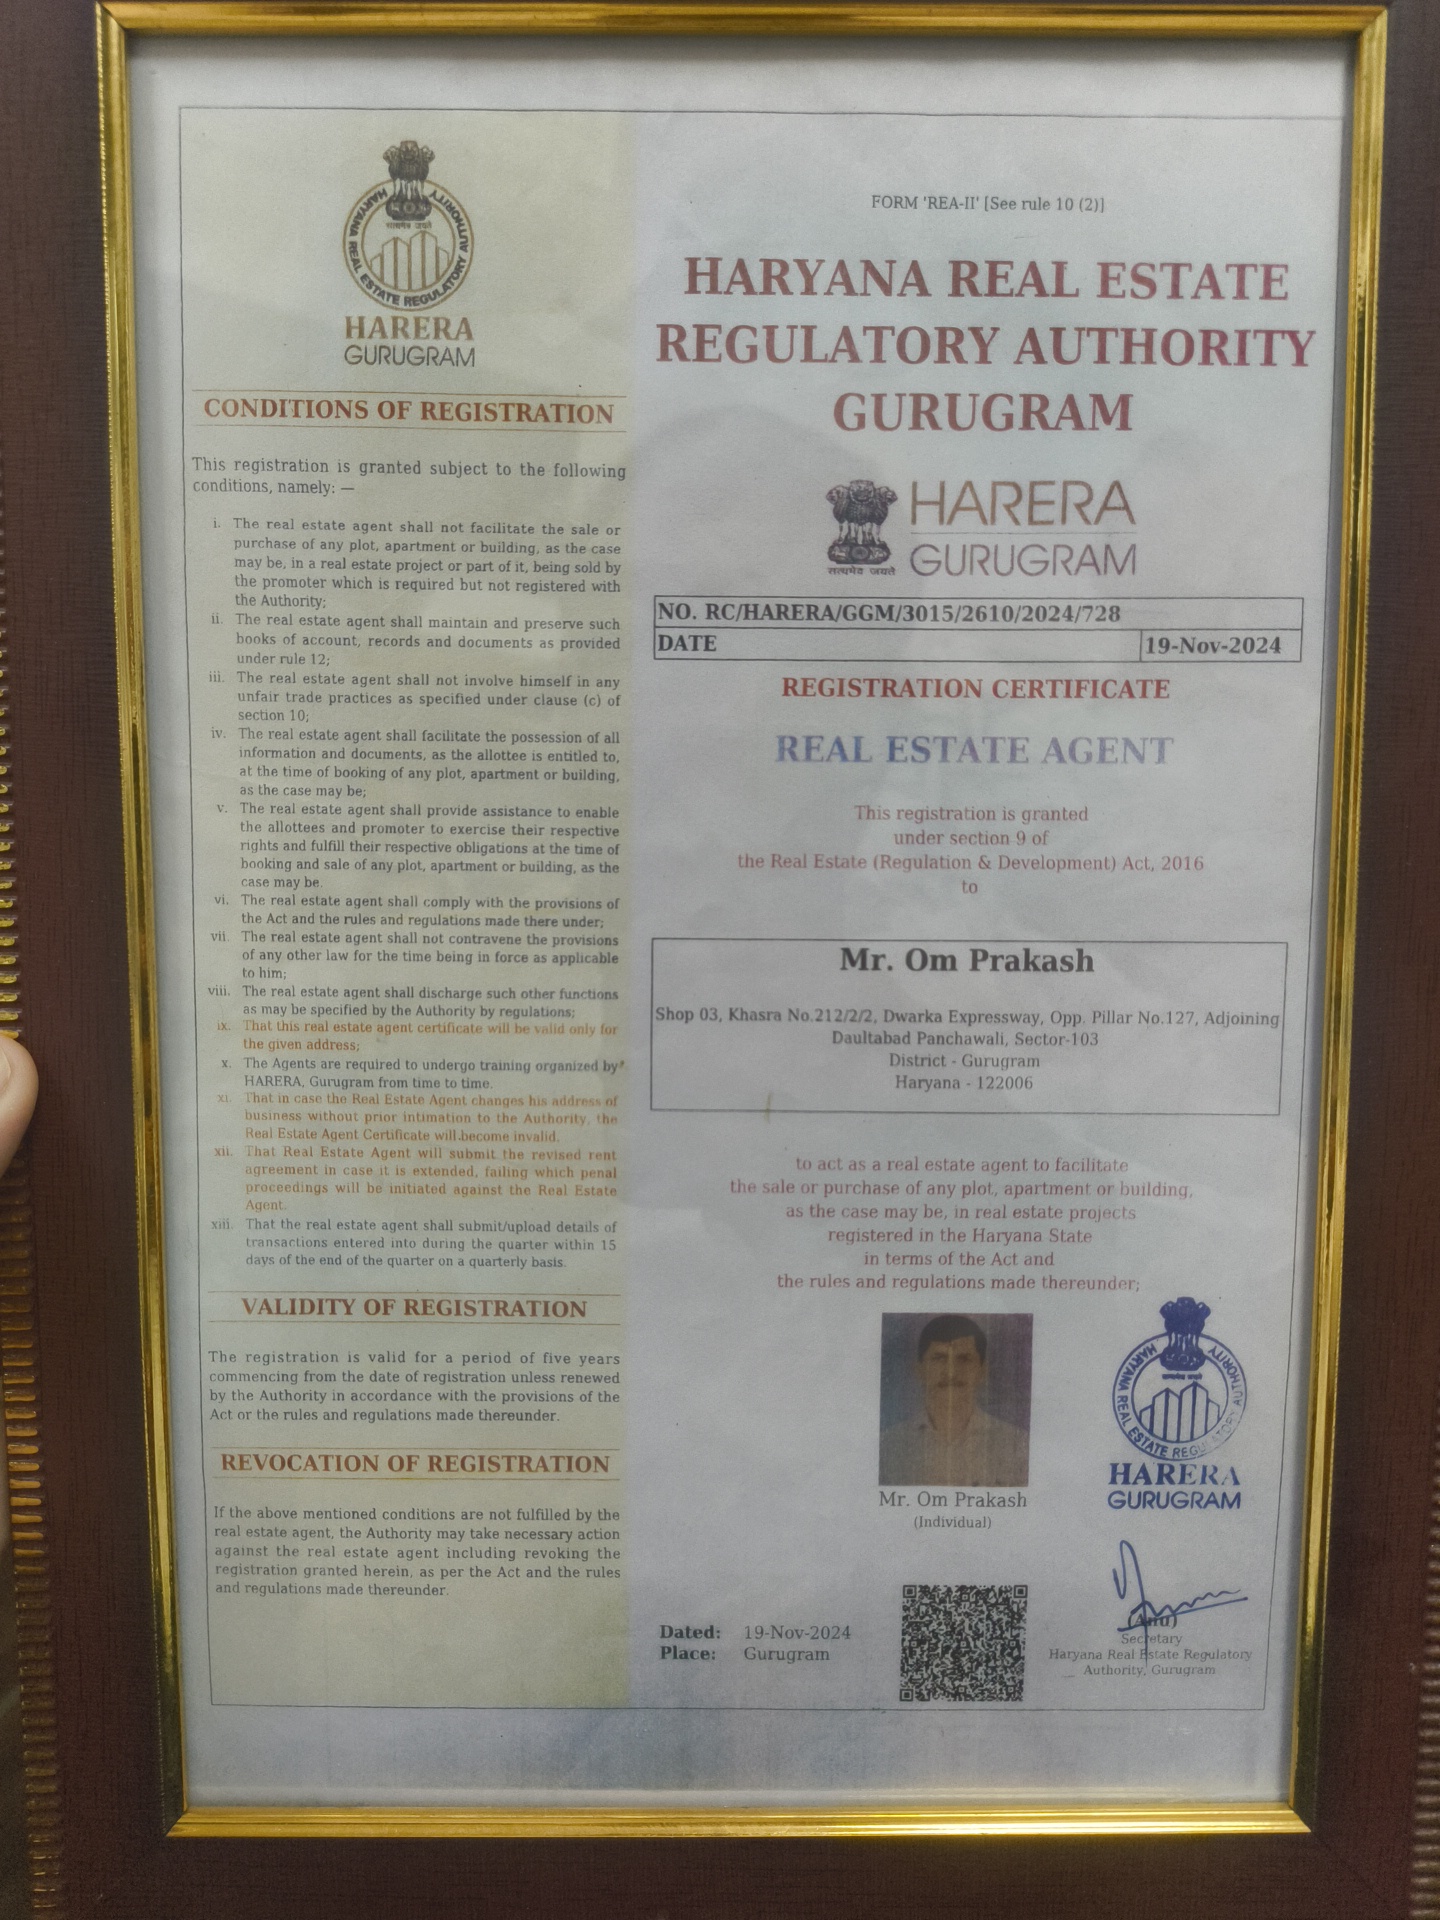 HARYANA REAL ESTATE REGULATORY AUTHORITY
सत्यमेव जयते
HARERA
GURUGRAM
CONDITIONS OF REGISTRATION
This registration is granted subject to the following
conditions, namely: —
i. The real estate agent shall not facilitate the sale or
purchase of any plot, apartment or building, as the case
may be, in a real estate project or part of it, being sold by
the promoter which is required but not registered with
the Authority;
ii. The real estate agent shall maintain and preserve such
books of account, records and documents as provided
under rule 12;
iii. The real estate agent shall not involve himself in any
unfair trade practices as specified under clause (c) of
section 10;
iv. The real estate agent shall facilitate the possession of all
information and documents, as the allottee is entitled to,
at the time of booking of any plot, apartment or building,
as the case may be;
v. The real estate agent shall provide assistance to enable
the allottees and promoter to exercise their respective
rights and fulfill their respective obligations at the time of
booking and sale of any plot, apartment or building, as the
case may be.
vi. The real estate agent shall comply with the provisions of
the Act and the rules and regulations made there under;
vii. The real estate agent shall not contravene the provisions
of any other law for the time being in force as applicable
to him;
viii. The real estate agent shall discharge such other functions
as may be specified by the Authority by regulations;
ix. That this real estate agent certificate will be valid only for
the given address;
x. The Agents are required to undergo training organized by
HARERA, Gurugram from time to time.
xi. That in case the Real Estate Agent changes his address of
business without prior intimation to the Authority, the
Real Estate Agent Certificate will become invalid.
xii. That Real Estate Agent will submit the revised rent
agreement in case it is extended, failing which penal
proceedings will be initiated against the Real Estate
Agent.
xiii. That the real estate agent shall submit/upload details of
transactions entered into during the quarter within 15
days of the end of the quarter on a quarterly basis.
VALIDITY OF REGISTRATION
The registration is valid for a period of five years
commencing from the date of registration unless renewed
by the Authority in accordance with the provisions of the
Act or the rules and regulations made thereunder.
REVOCATION OF REGISTRATION
If the above mentioned conditions are not fulfilled by the
real estate agent, the Authority may take necessary action
against the real estate agent including revoking the
registration granted herein, as per the Act and the rules
and regulations made thereunder.
FORM 'REA-II' [See rule 10 (2)]
HARYANA REAL ESTATE
REGULATORY AUTHORITY
GURUGRAM
HARERA
सत्यमेव जयते GURUGRAM
NO. RC/HARERA/GGM/3015/2610/2024/728
DATE 19-Nov-2024
REGISTRATION CERTIFICATE
REAL ESTATE AGENT
This registration is granted
under section 9 of
the Real Estate (Regulation & Development) Act, 2016
to
Mr. Om Prakash
Shop 03, Khasra No.212/2/2, Dwarka Expressway, Opp. Pillar No.127, Adjoining
Daultabad Panchawali, Sector-103
District - Gurugram
Haryana - 122006
to act as a real estate agent to facilitate
the sale or purchase of any plot, apartment or building,
as the case may be, in real estate projects
registered in the Haryana State
in terms of the Act and
the rules and regulations made thereunder;
Mr. Om Prakash
(Individual)
HARYANA REAL ESTATE REGULATORY AUTHORITY
सत्यमेव जयते
HARERA
GURUGRAM
Dated: 19-Nov-2024
Place: Gurugram
(Anu)
Secretary
Haryana Real Estate Regulatory
Authority, Gurugram